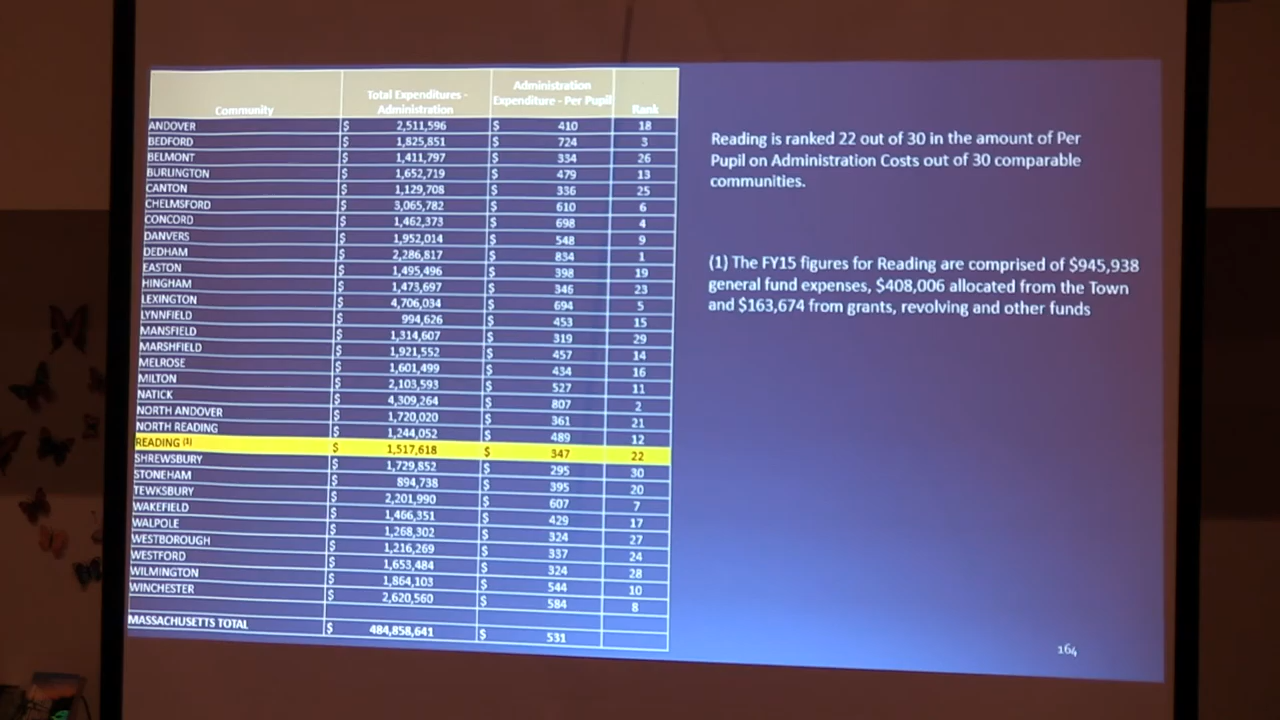 Community Total Expenditures - Administration Administration Expenditure - Per Pupil Rank
ANDOVER $ 2,511,596 $ 410 18
BEDFORD $ 1,825,851 $ 724 3
BELMONT $ 1,411,797 $ 334 26
BURLINGTON $ 1,652,719 $ 479 13
CANTON $ 1,129,708 $ 336 25
CHELMSFORD $ 3,065,782 $ 610 6
CONCORD $ 1,462,373 $ 698 4
DANVERS $ 1,952,014 $ 548 9
DEDHAM $ 2,286,817 $ 834 1
EASTON $ 1,495,496 $ 398 19
HINGHAM $ 1,473,697 $ 346 23
LEXINGTON $ 4,706,034 $ 694 5
LYNNFIELD $ 994,626 $ 453 15
MANSFIELD $ 1,314,607 $ 319 29
MARSHFIELD $ 1,921,552 $ 457 14
MELROSE $ 1,601,499 $ 434 16
MILTON $ 2,103,593 $ 527 11
NATICK $ 4,309,264 $ 807 2
NORTH ANDOVER $ 1,720,020 $ 361 21
NORTH READING $ 1,244,052 $ 489 12
READING (1) $ 1,517,618 $ 347 22
SHREWSBURY $ 1,729,852 $ 295 30
STONEHAM $ 894,738 $ 395 20
TEWKSBURY $ 2,201,990 $ 607 7
WAKEFIELD $ 1,466,351 $ 429 17
WALPOLE $ 1,268,302 $ 324 27
WESTBOROUGH $ 1,216,269 $ 337 24
WESTFORD $ 1,653,484 $ 324 28
WILMINGTON $ 1,864,103 $ 544 10
WINCHESTER $ 2,620,560 $ 584 8
MASSACHUSETTS TOTAL $ 484,858,641 $ 531
Reading is ranked 22 out of 30 in the amount of Per
Pupil on Administration Costs out of 30 comparable
communities.
(1) The FY15 figures for Reading are comprised of $945,938
general fund expenses, $408,006 allocated from the Town
and $163,674 from grants, revolving and other funds
164